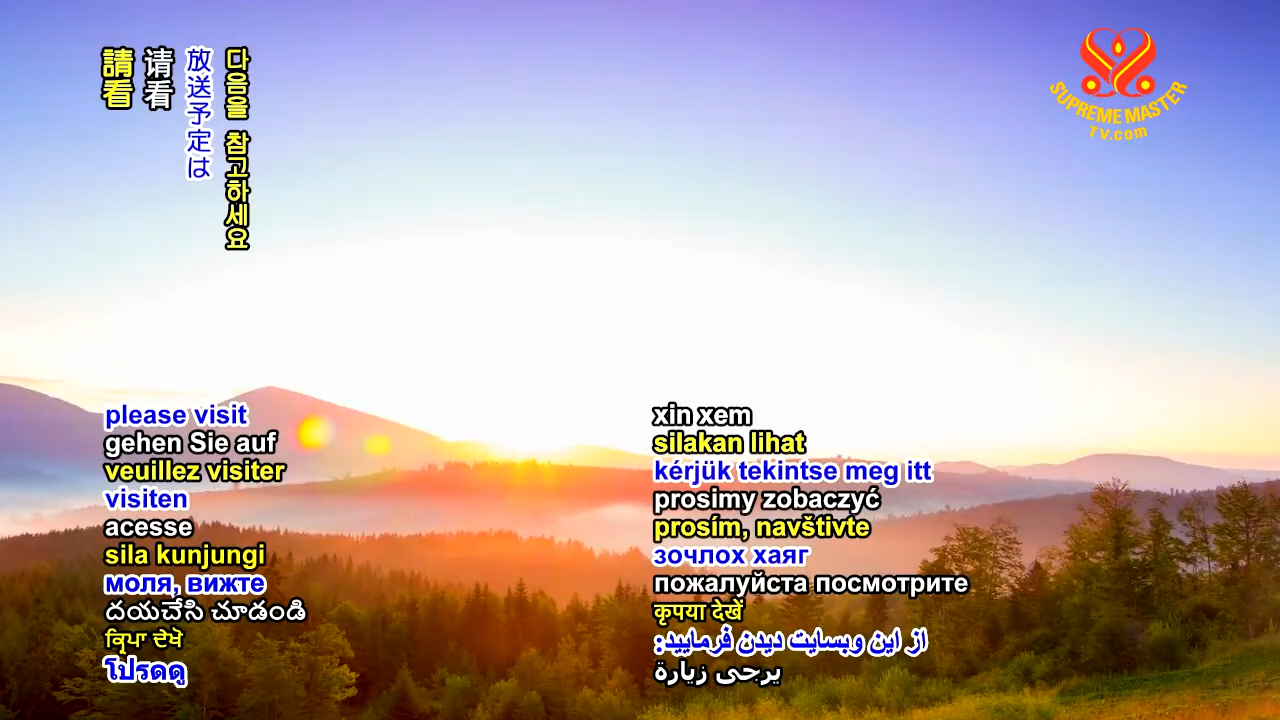 請看
请看
放送予定は
다음을 참고하세요
SUPREME MASTER
TV.com
please visit
gehen Sie auf
veuillez visiter
visiten
acesse
sila kunjungi
моля, вижте
దయచేసి చూడండి
ਕ੍ਰਿਪਾ ਦੇਖੋ
โปรดดู
xin xem
silakan lihat
kérjük tekintse meg itt
prosimy zobaczyć
prosím, navštivte
зочлох хаяг
пожалуйста посмотрите
कृपया देखें
از این وبسایت دیدن فرمایید:
يرجى زيارة